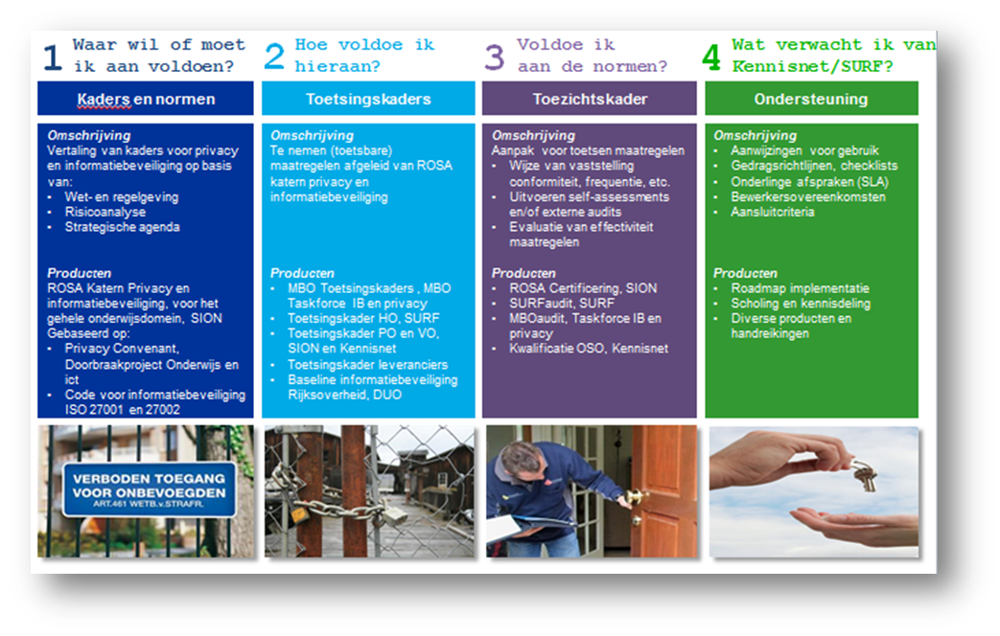 1 Waar wil of moet
ik aan voldoen?
Kaders en normen
Omschrijving
Vertaling van kaders voor privacy
en informatiebeveiliging op basis
van:
• Wet- en regelgeving
• Risicoanalyse
• Strategische agenda
Producten
ROSA Katern Privacy en
informatiebeveiliging, voor het
gehele onderwijsdomein, SION
Gebaseerd op:
• Privacy Convenant,
Doorbraakproject Onderwijs en
ict
• Code voor informatiebeveiliging
ISO 27001 en 27002
VERBODEN TOEGANG
VOOR ONBEVOEGDEN
ART.461 WETB.v.STRAFR.
2 Hoe voldoe ik
hieraan?
Toetsingskaders
Omschrijving
Te nemen (toetsbare)
maatregelen afgeleid van ROSA
katern privacy en
informatiebeveiliging
Producten
• MBO Toetsingskaders , MBO
Taskforce IB en privacy
• Toetsingskader HO, SURF
• Toetsingskader PO en VO,
SION en Kennisnet
• Toetsingskader leveranciers
• Baseline informatiebeveiliging
Rijksoverheid, DUO
3 Voldoe ik
aan de normen?
Toezichtskader
Omschrijving
Aanpak voor toetsen maatregelen
• Wijze van vaststelling
conformiteit, frequentie, etc.
• Uitvoeren self-assessments
en/of externe audits
• Evaluatie van effectiviteit
maatregelen
Producten
• ROSA Certificering, SION
• SURFaudit, SURF
• MBOaudit, Taskforce IB en
privacy
• Kwalificatie OSO, Kennisnet
4 Wat verwacht ik van
Kennisnet/SURF?
Ondersteuning
Omschrijving
• Aanwijzingen voor gebruik
• Gedragsrichtlijnen, checklists
• Onderlinge afspraken (SLA)
• Bewerkersovereenkomsten
• Aansluitcriteria
Producten
• Roadmap implementatie
• Scholing en kennisdeling
• Diverse producten en
handreikingen